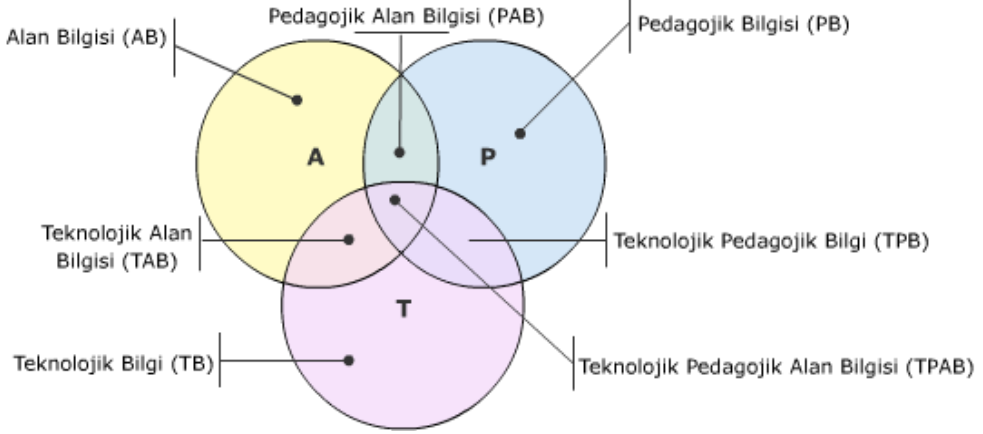 Pedagojik Alan Bilgisi (PAB)
Alan Bilgisi (AB)
Pedagojik Bilgisi (PB)
A
P
Teknolojik Alan
Bilgisi (TAB)
Teknolojik Pedagojik Bilgi (TPB)
T
Teknolojik Bilgi (TB)
Teknolojik Pedagojik Alan Bilgisi (TPAB)